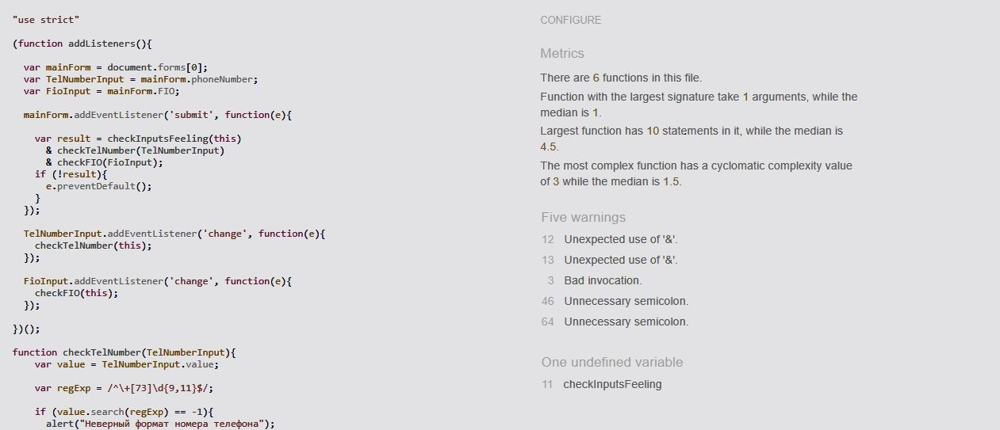 "use strict"
(function addListeners(){
var mainForm = document.forms[0];
var TelNumberInput = mainForm.phoneNumber;
var FioInput = mainForm.FIO;
mainForm.addEventListener('submit', function(e){
var result = checkInputsFeeling(this)
& checkTelNumber(TelNumberInput)
& checkFIO(FioInput);
if (!result){
e.preventDefault();
}
});
TelNumberInput.addEventListener('change', function(e){
checkTelNumber(this);
});
FioInput.addEventListener('change', function(e){
checkFIO(this);
});
})();
function checkTelNumber(TelNumberInput){
var value = TelNumberInput.value;
var regExp = /^\+[73]\d{9,11}$/;
if (value.search(regExp) == -1){
alert("Неверный формат номера телефона");
CONFIGURE
Metrics
There are 6 functions in this file.
Function with the largest signature take 1 arguments, while the
median is 1.
Largest function has 10 statements in it, while the median is
4.5.
The most complex function has a cyclomatic complexity value
of 3 while the median is 1.5.
Five warnings
12 Unexpected use of '&'.
13 Unexpected use of '&'.
3 Bad invocation.
46 Unnecessary semicolon.
64 Unnecessary semicolon.
One undefined variable
11 checkInputsFeeling